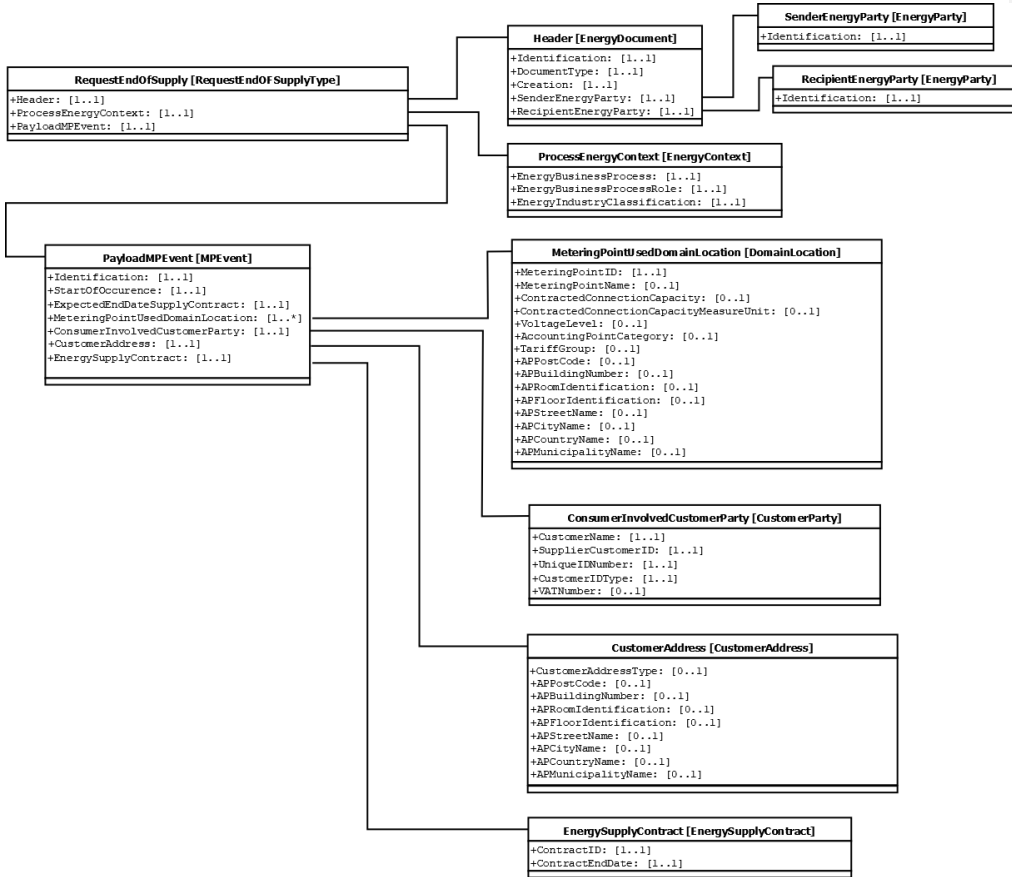 RequestEndOfSupply [RequestEndOFSupplyType]
+Header: [1..1]
+ProcessEnergyContext: [1..1]
+PayloadMPEvent: [1..1]
Header [EnergyDocument]
+Identification: [1..1]
+DocumentType: [1..1]
+Creation: [1..1]
+SenderEnergyParty: [1..1]
+RecipientEnergyParty: [1..1]
SenderEnergyParty [EnergyParty]
+Identification: [1..1]
RecipientEnergyParty [EnergyParty]
+Identification: [1..1]
ProcessEnergyContext [EnergyContext]
+EnergyBusinessProcess: [1..1]
+EnergyBusinessProcessRole: [1..1]
+EnergyIndustryClassification: [1..1]
PayloadMPEvent [MPEvent]
+Identification: [1..1]
+StartOfOccurence: [1..1]
+ExpectedEndDateSupplyContract: [1..1]
+MeteringPointUsedDomainLocation: [1..*]
+ConsumerInvolvedCustomerParty: [1..1]
+CustomerAddress: [1..1]
+EnergySupplyContract: [1..1]
MeteringPointUsedDomainLocation [DomainLocation]
+MeteringPointID: [1..1]
+MeteringPointName: [0..1]
+ContractedConnectionCapacity: [0..1]
+ContractedConnectionCapacityMeasureUnit: [0..1]
+VoltageLevel: [0..1]
+AccountingPointCategory: [0..1]
+TariffGroup: [0..1]
+APPostCode: [0..1]
+APBuildingNumber: [0..1]
+APRoomIdentification: [0..1]
+APFloorIdentification: [0..1]
+APStreetName: [0..1]
+APCityName: [0..1]
+APCountryName: [0..1]
+APMunicipalityName: [0..1]
ConsumerInvolvedCustomerParty [CustomerParty]
+CustomerName: [1..1]
+SupplierCustomerID: [1..1]
+UniqueIDNumber: [1..1]
+CustomerIDType: [1..1]
+VATNumber: [0..1]
CustomerAddress [CustomerAddress]
+CustomerAddressType: [0..1]
+APPostCode: [0..1]
+APBuildingNumber: [0..1]
+APRoomIdentification: [0..1]
+APFloorIdentification: [0..1]
+APStreetName: [0..1]
+APCityName: [0..1]
+APCountryName: [0..1]
+APMunicipalityName: [0..1]
EnergySupplyContract [EnergySupplyContract]
+ContractID: [1..1]
+ContractEndDate: [1..1]